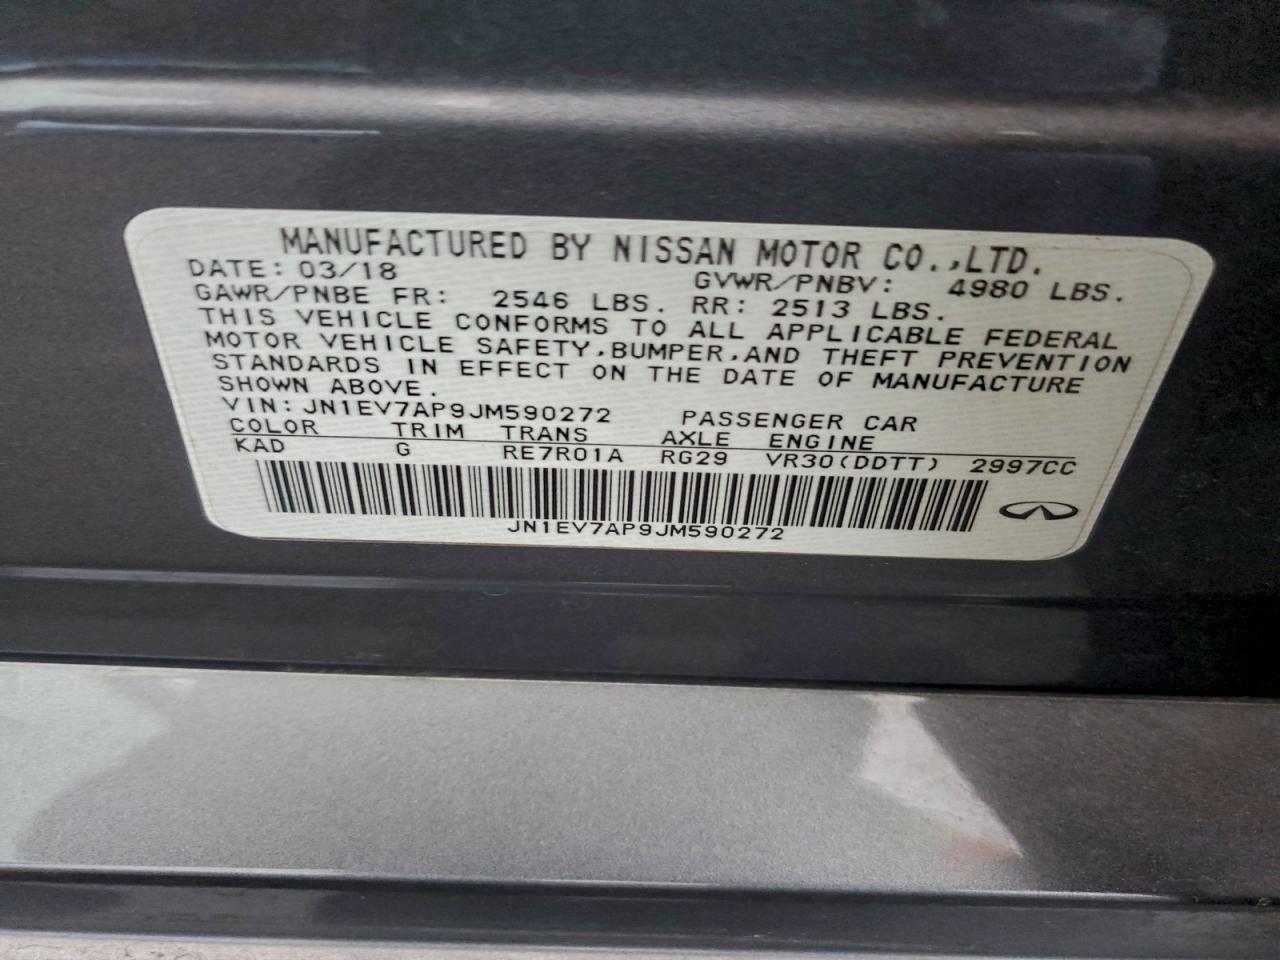 MANUFACTURED BY NISSAN MOTOR CO.,LTD.
DATE: 03/18 GVWR/PNBV: 4980 LBS.
GAWR/PNBE FR: 2546 LBS. RR: 2513 LBS.
THIS VEHICLE CONFORMS TO ALL APPLICABLE FEDERAL
MOTOR VEHICLE SAFETY,BUMPER,AND THEFT PREVENTION
STANDARDS IN EFFECT ON THE DATE OF MANUFACTURE
SHOWN ABOVE.
VIN: JN1EV7AP9JM590272 PASSENGER CAR
COLOR TRIM TRANS AXLE ENGINE
KAD G RE7R01A RG29 VR30(DDTT) 2997CC
JN1EV7AP9JM590272